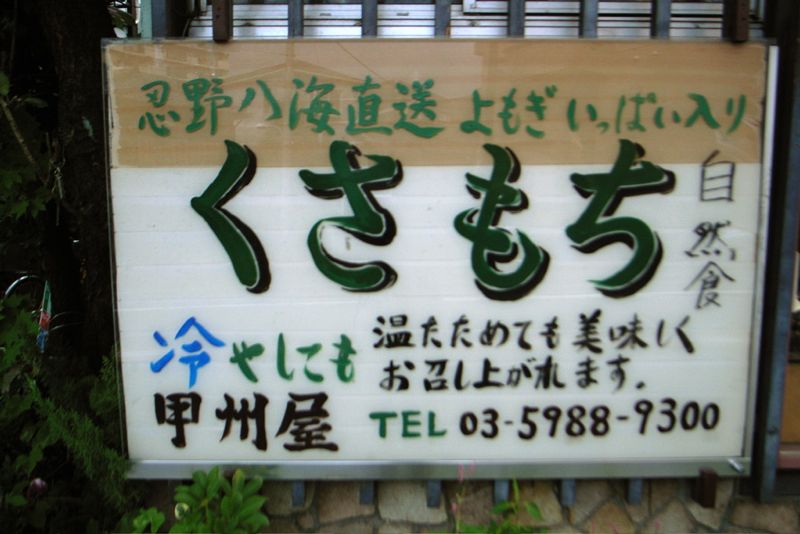 忍野八海直送 よもぎいっぱい入り
くさもち
自然食
冷やしても
温たためても美味しく
お召し上がれます。
甲州屋
TEL 03-5988-9300